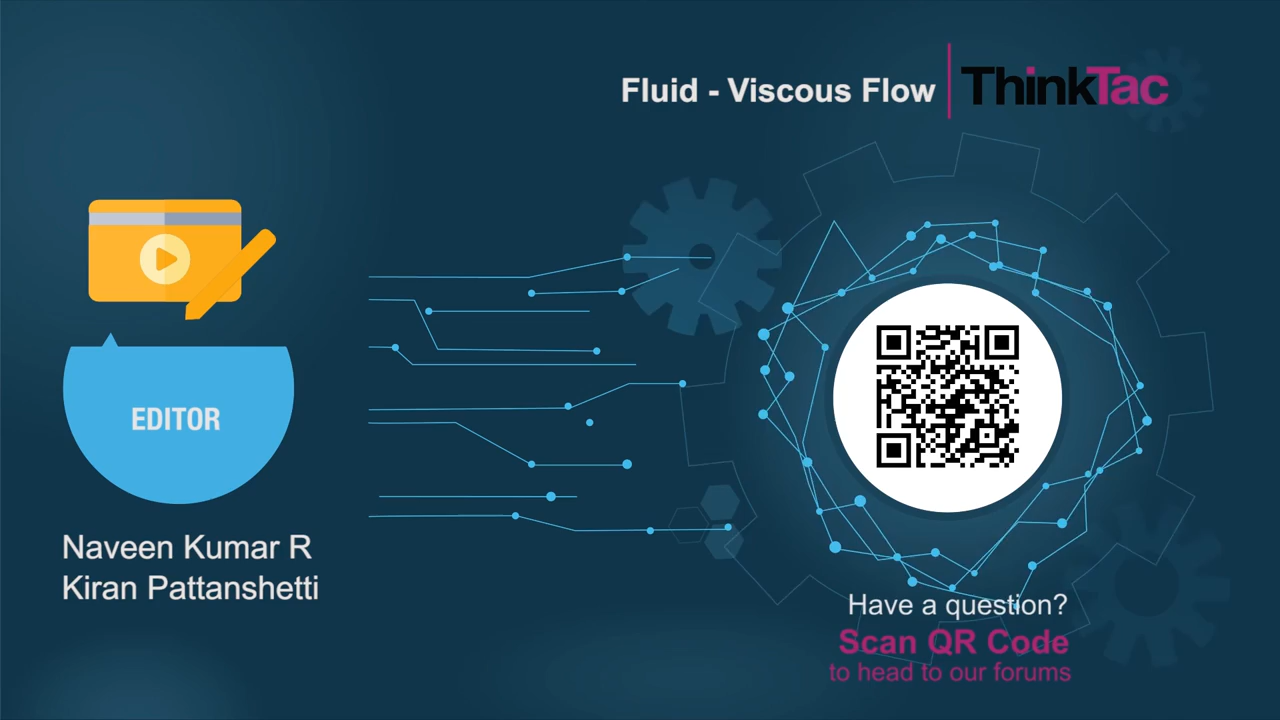 Fluid - Viscous Flow
ThinkTac
EDITOR
Naveen Kumar R
Kiran Pattanshetti
Have a question?
Scan QR Code
to head to our forums